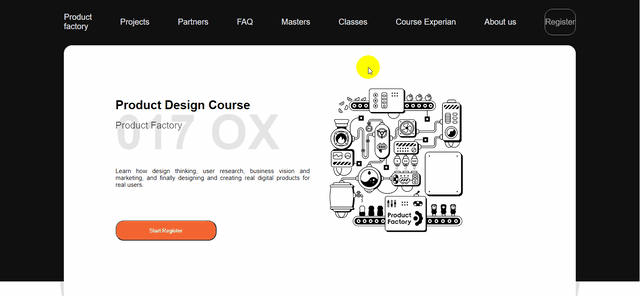 Product
factory
Projects
Partners
FAQ
Masters
Classes
Course Experian
About us
Register
Product Design Course
017 OX
Product Factory
Learn how design thinking, user research, business vision and
marketing, and finally designing and creating real digital products for
real users.
Start Register
Product
Factory